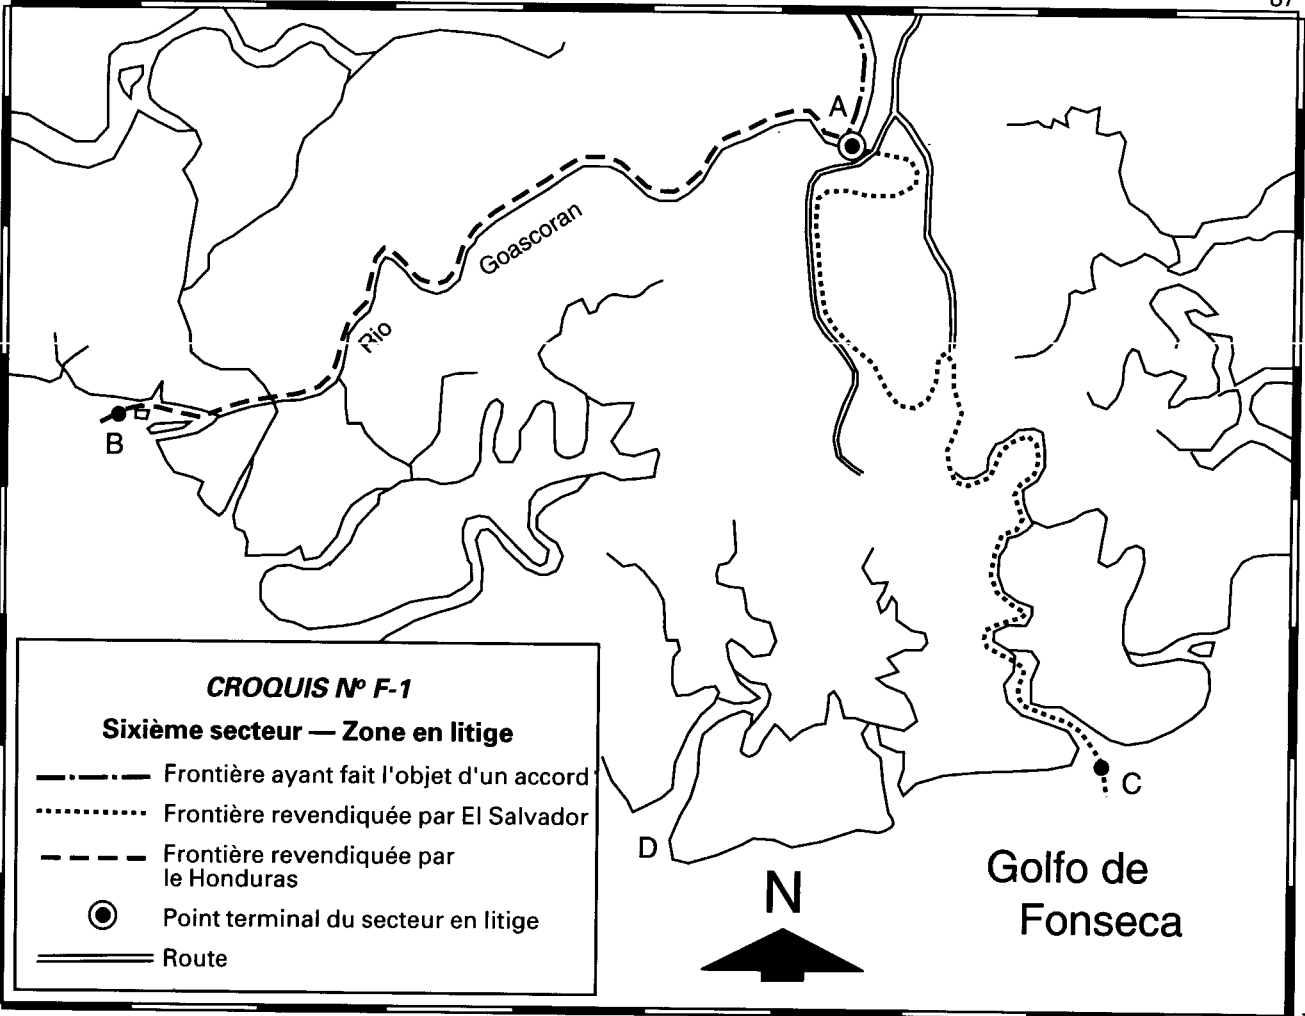 A
Goascoran
Rio
B
C
D
N
Golfo de
Fonseca
CROQUIS Nº F-1
Sixième secteur — Zone en litige
Frontière ayant fait l'objet d'un accord
Frontière revendiquée par El Salvador
Frontière revendiquée par
le Honduras
Point terminal du secteur en litige
Route